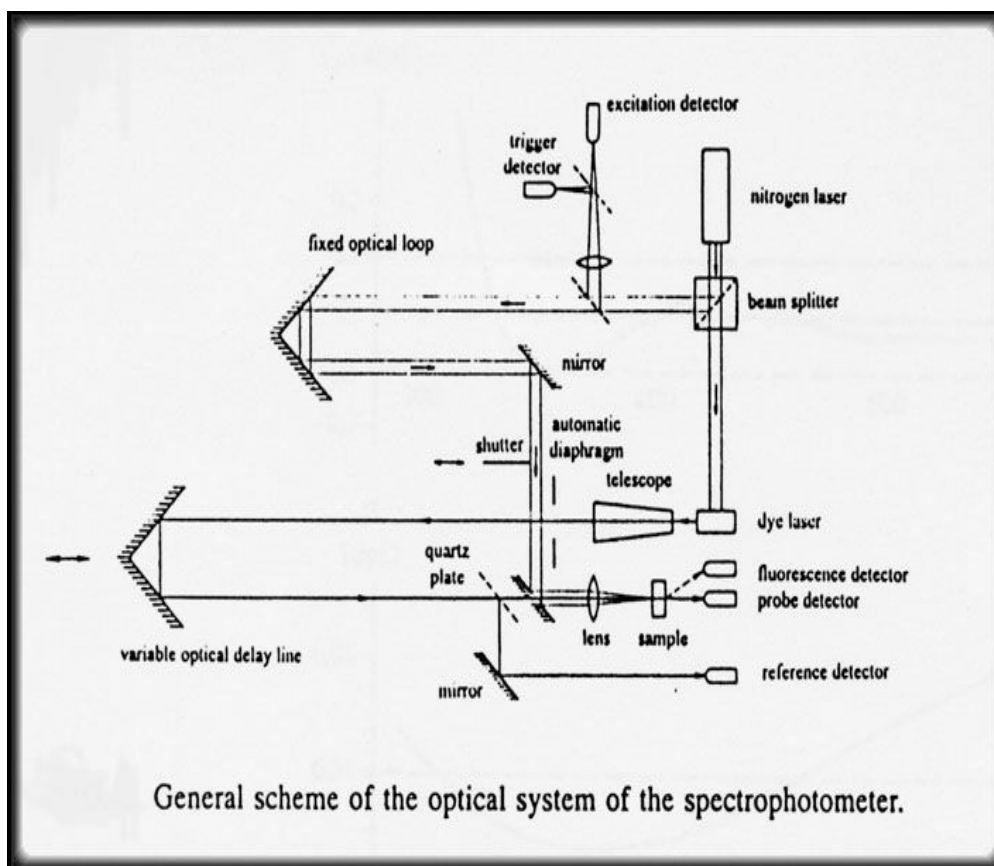 excitation detector
trigger
detector
nitrogen laser
fixed optical loop
beam splitter
mirror
automatic
diaphragm
shutter
telescope
dye laser
quartz
plate
fluorescence detector
probe detector
lens
sample
variable optical delay line
mirror
reference detector
General scheme of the optical system of the spectrophotometer.